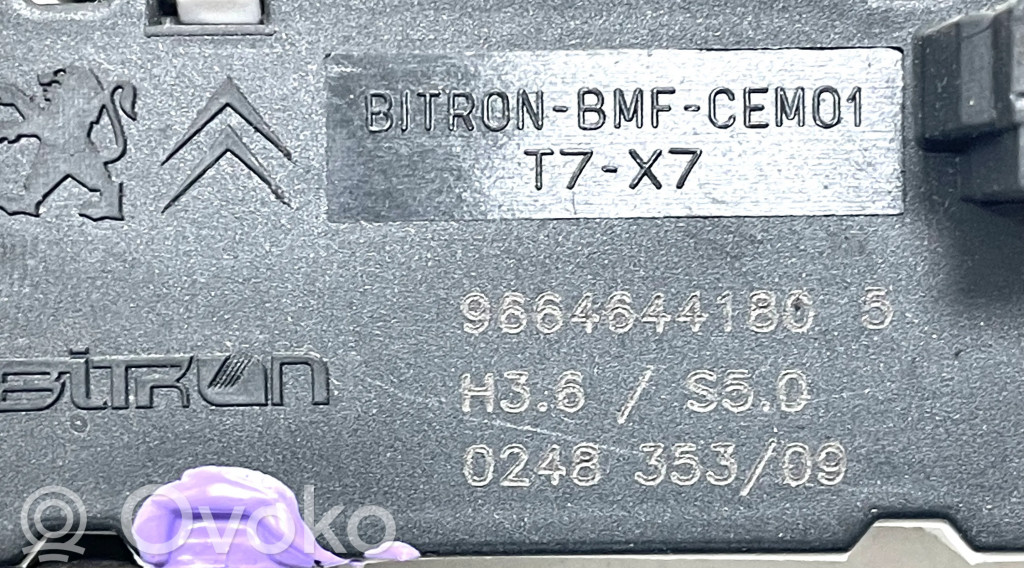 BITRON-BMF-CEM01
T7-X7
9664644180 5
BITRON
H3.6 / S5.0
0248 353/09
Ovoko